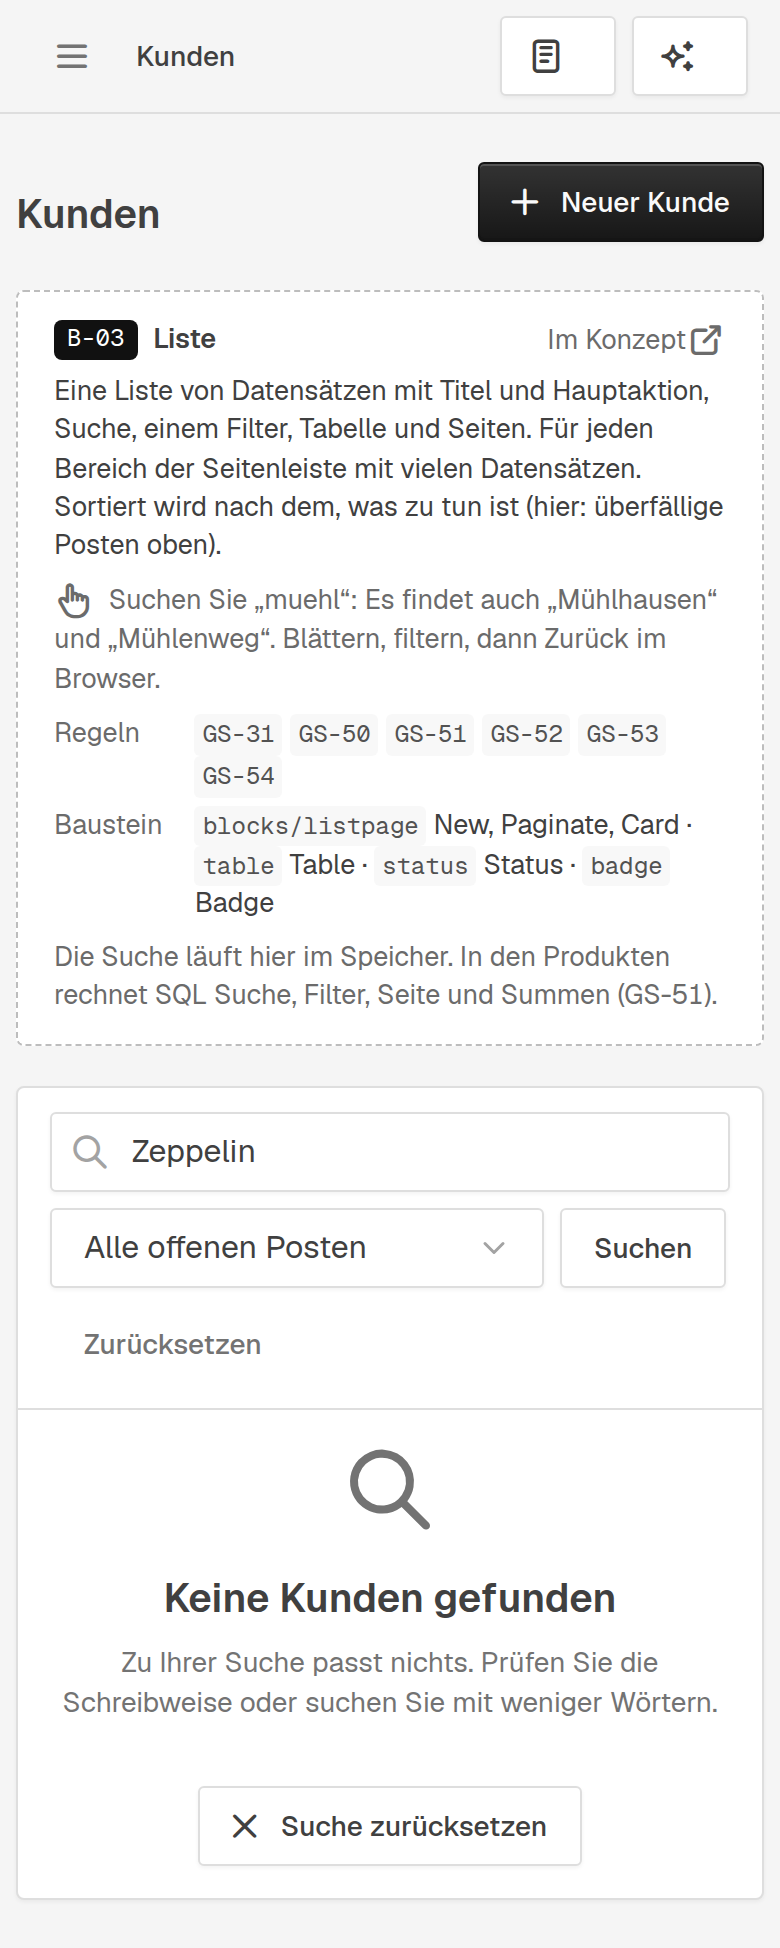 Kunden
Kunden
Neuer Kunde
B-03 Liste
Im Konzept
Eine Liste von Datensätzen mit Titel und Hauptaktion,
Suche, einem Filter, Tabelle und Seiten. Für jeden
Bereich der Seitenleiste mit vielen Datensätzen.
Sortiert wird nach dem, was zu tun ist (hier: überfällige
Posten oben).
Suchen Sie „muehl“: Es findet auch „Mühlhausen“
und „Mühlenweg“. Blättern, filtern, dann Zurück im
Browser.
Regeln GS-31 GS-50 GS-51 GS-52 GS-53
GS-54
Baustein blocks/listpage New, Paginate, Card ·
table Table · status Status · badge
Badge
Die Suche läuft hier im Speicher. In den Produkten
rechnet SQL Suche, Filter, Seite und Summen (GS-51).
Zeppelin
Alle offenen Posten
Suchen
Zurücksetzen
Keine Kunden gefunden
Zu Ihrer Suche passt nichts. Prüfen Sie die
Schreibweise oder suchen Sie mit weniger Wörtern.
Suche zurücksetzen